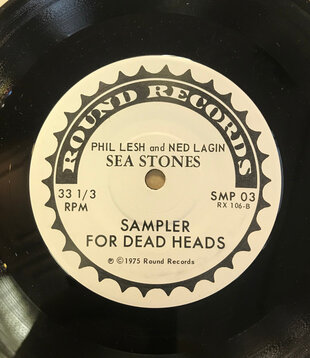 ROUND RECORDS
PHIL LESH and NED LAGIN
SEA STONES
33 1/3 RPM
SMP 03
RX 106-B
SAMPLER
FOR DEAD HEADS
℗ © 1975 Round Records